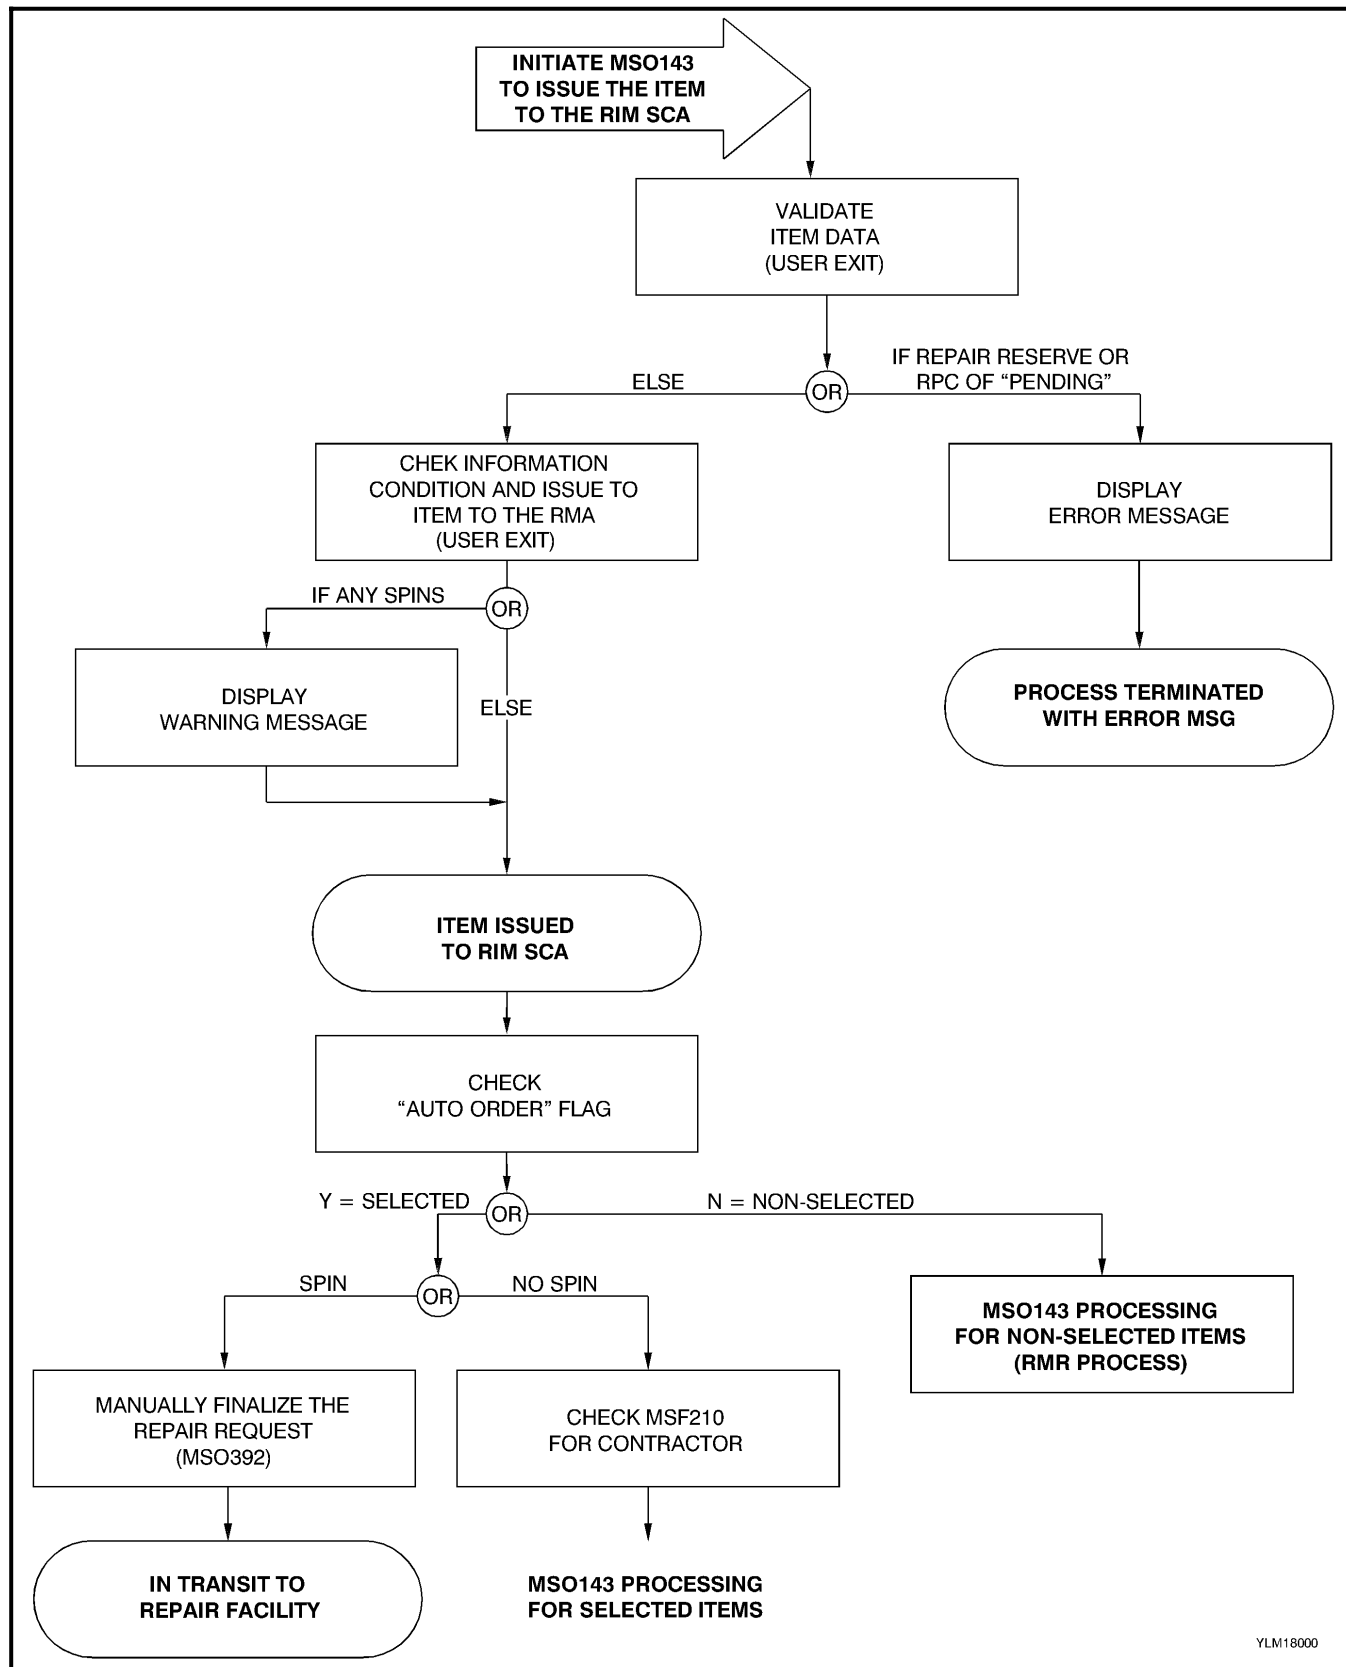 INITIATE MSO143
TO ISSUE THE ITEM
TO THE RIM SCA
VALIDATE
ITEM DATA
(USER EXIT)
IF REPAIR RESERVE OR
RPC OF “PENDING”
ELSE
OR
CHEK INFORMATION
CONDITION AND ISSUE TO
ITEM TO THE RMA
(USER EXIT)
DISPLAY
ERROR MESSAGE
IF ANY SPINS
OR
DISPLAY
WARNING MESSAGE
ELSE
PROCESS TERMINATED
WITH ERROR MSG
ITEM ISSUED
TO RIM SCA
CHECK
“AUTO ORDER” FLAG
Y = SELECTED
OR
N = NON-SELECTED
SPIN
OR
NO SPIN
MSO143 PROCESSING
FOR NON-SELECTED ITEMS
(RMR PROCESS)
MANUALLY FINALIZE THE
REPAIR REQUEST
(MSO392)
CHECK MSF210
FOR CONTRACTOR
IN TRANSIT TO
REPAIR FACILITY
MSO143 PROCESSING
FOR SELECTED ITEMS
YLM18000